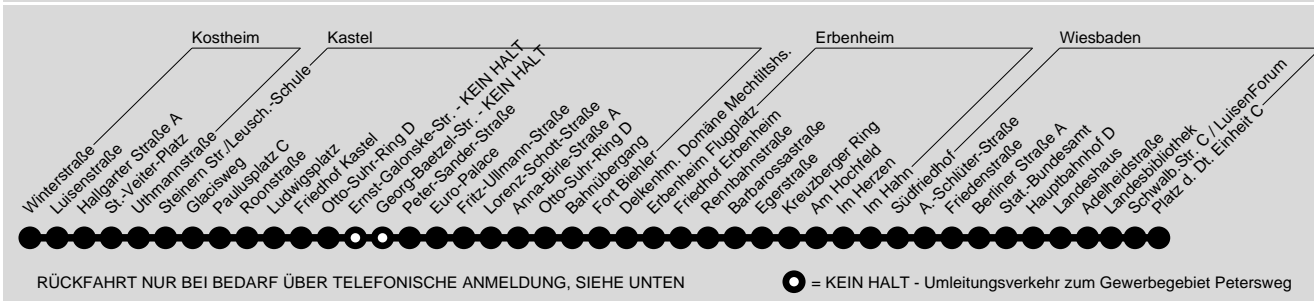 Kostheim
Kastel
Erbenheim
Wiesbaden
Winterstraße
Luisenstraße
Hallgarter Straße A
St.-Veiter-Platz
Uthmannstraße
Steinern Str./Leusch.-Schule
Glacisweg
Paulusplatz C
Roonstraße
Ludwigsplatz
Friedhof Kastel
Otto-Suhr-Ring D
Ernst-Galonske-Str. - KEIN HALT
Georg-Baetzel-Str. - KEIN HALT
Peter-Sander-Straße
Euro-Palace
Fritz-Ullmann-Straße
Lorenz-Schott-Straße
Anna-Birle-Straße A
Otto-Suhr-Ring D
Bahnübergang
Fort Biehler
Delkenhm. Domäne Mechtiltshs.
Erbenheim Flugplatz
Friedhof Erbenheim
Rennbahnstraße
Barbarossastraße
Egerstraße
Kreuzberger Ring
Am Hochfeld
Im Herzen
Im Hahn
Südfriedhof
A.-Schlüter-Straße
Friedenstraße
Berliner Straße A
Stat.-Bundesamt
Hauptbahnhof D
Landeshaus
Adelheidstraße
Landesbibliothek
Schwalb.Str. C / LuisenForum
Platz d. Dt. Einheit C
RÜCKFAHRT NUR BEI BEDARF ÜBER TELEFONISCHE ANMELDUNG, SIEHE UNTEN
= KEIN HALT - Umleitungsverkehr zum Gewerbegebiet Petersweg